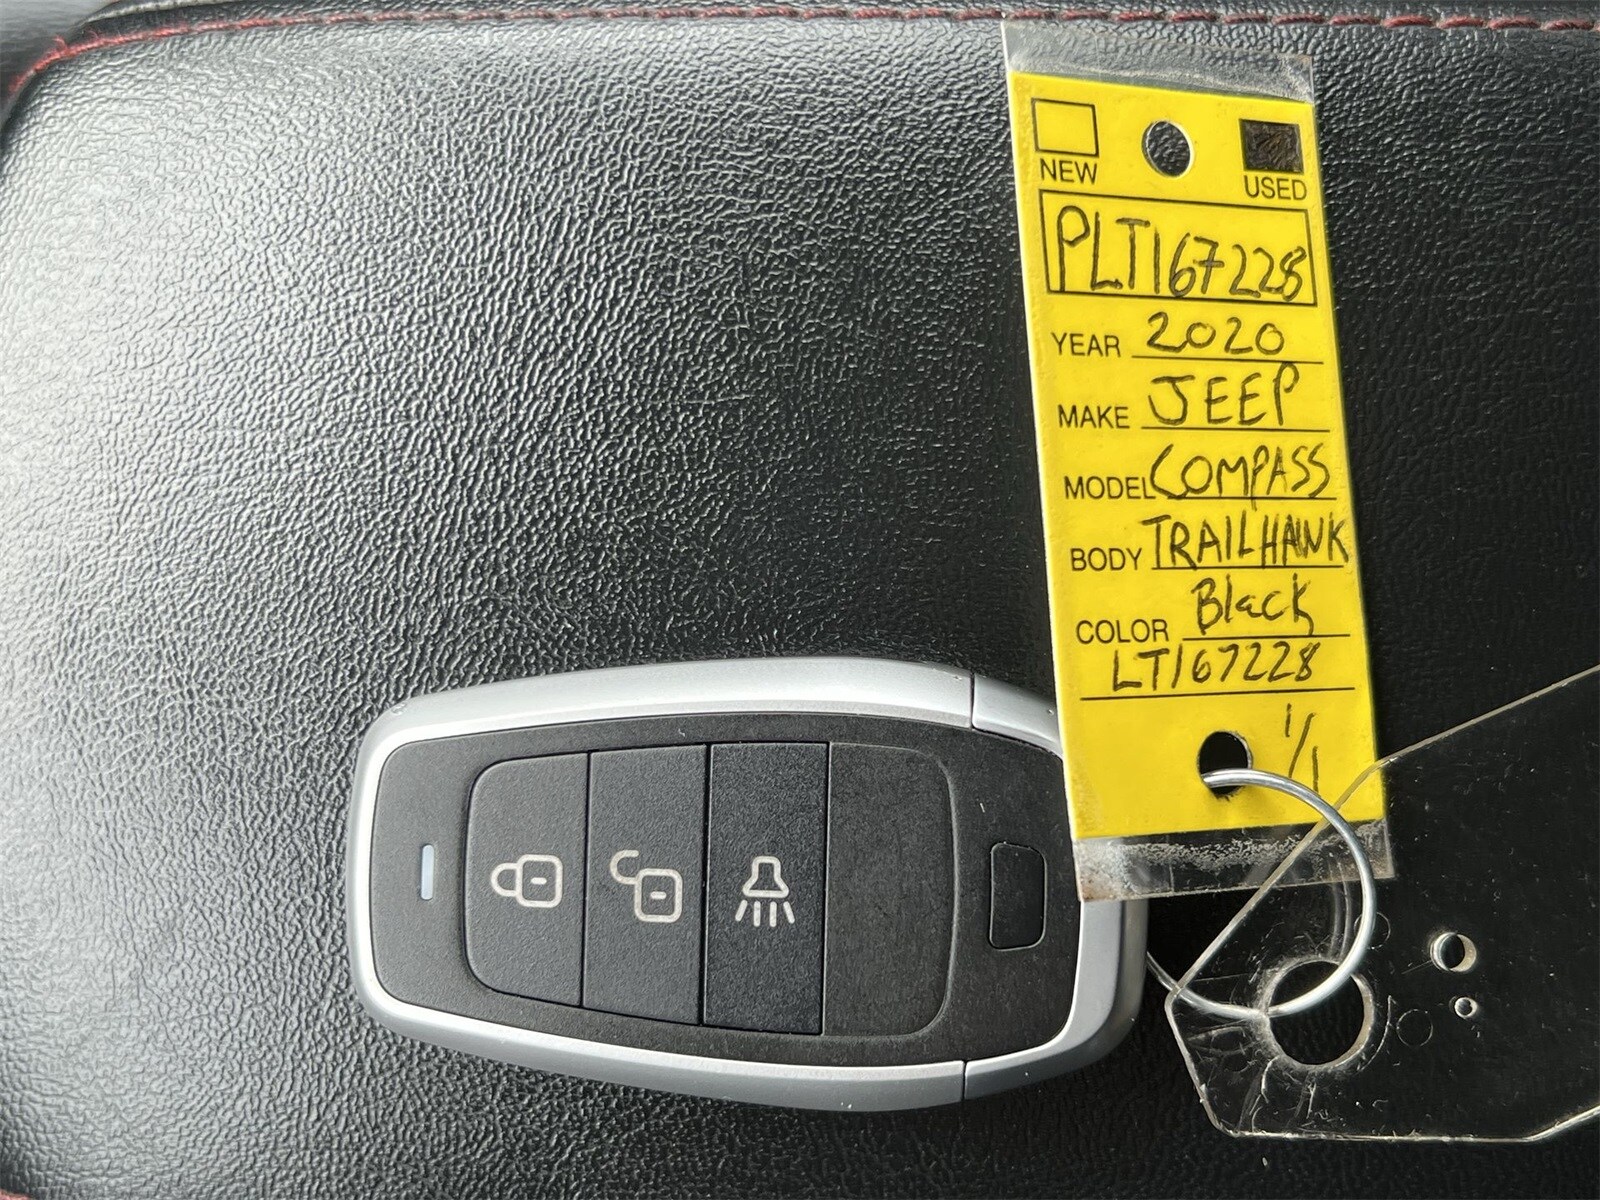 NEW USED
PLT167228
YEAR 2020
MAKE JEEP
MODEL COMPASS
BODY TRAILHAWK
COLOR Black
LT167228
1/1